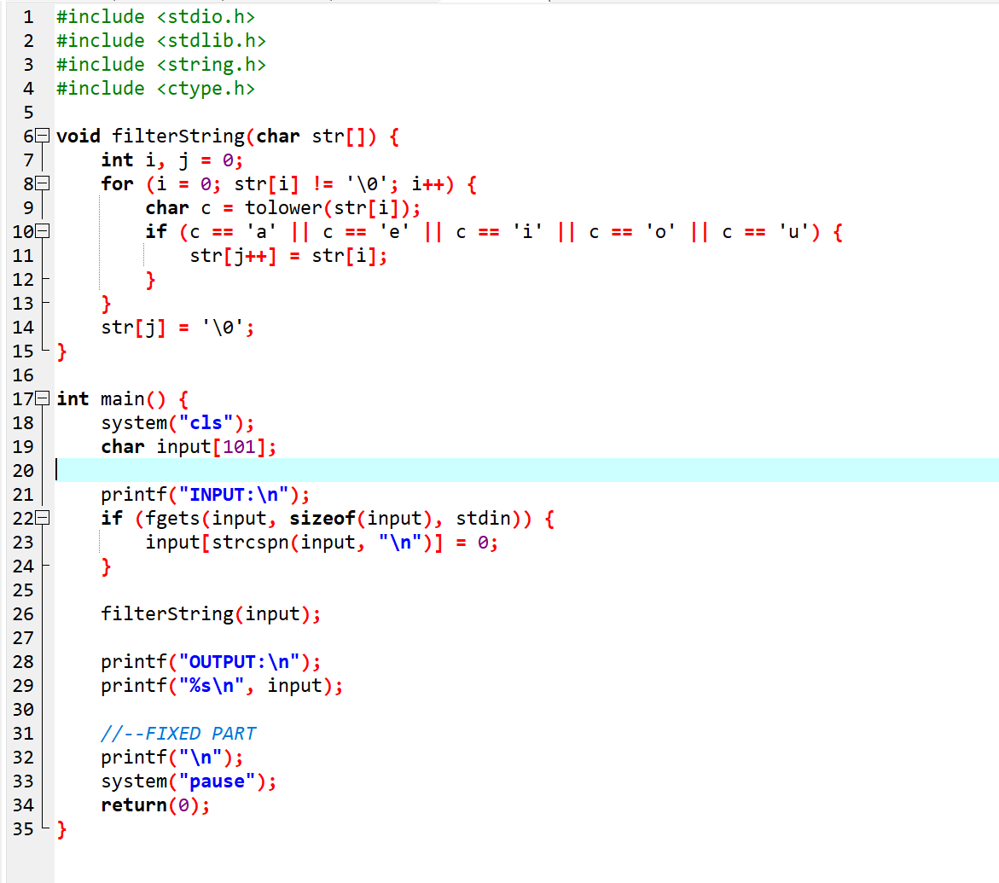 1 #include <stdio.h>
2 #include <stdlib.h>
3 #include <string.h>
4 #include <ctype.h>
5
6 void filterString(char str[]) {
7     int i, j = 0;
8     for (i = 0; str[i] != '\0'; i++) {
9         char c = tolower(str[i]);
10         if (c == 'a' || c == 'e' || c == 'i' || c == 'o' || c == 'u') {
11             str[j++] = str[i];
12         }
13     }
14     str[j] = '\0';
15 }
16
17 int main() {
18     system("cls");
19     char input[101];
20
21     printf("INPUT:\n");
22     if (fgets(input, sizeof(input), stdin)) {
23         input[strcspn(input, "\n")] = 0;
24     }
25
26     filterString(input);
27
28     printf("OUTPUT:\n");
29     printf("%s\n", input);
30
31     //--FIXED PART
32     printf("\n");
33     system("pause");
34     return(0);
35 }